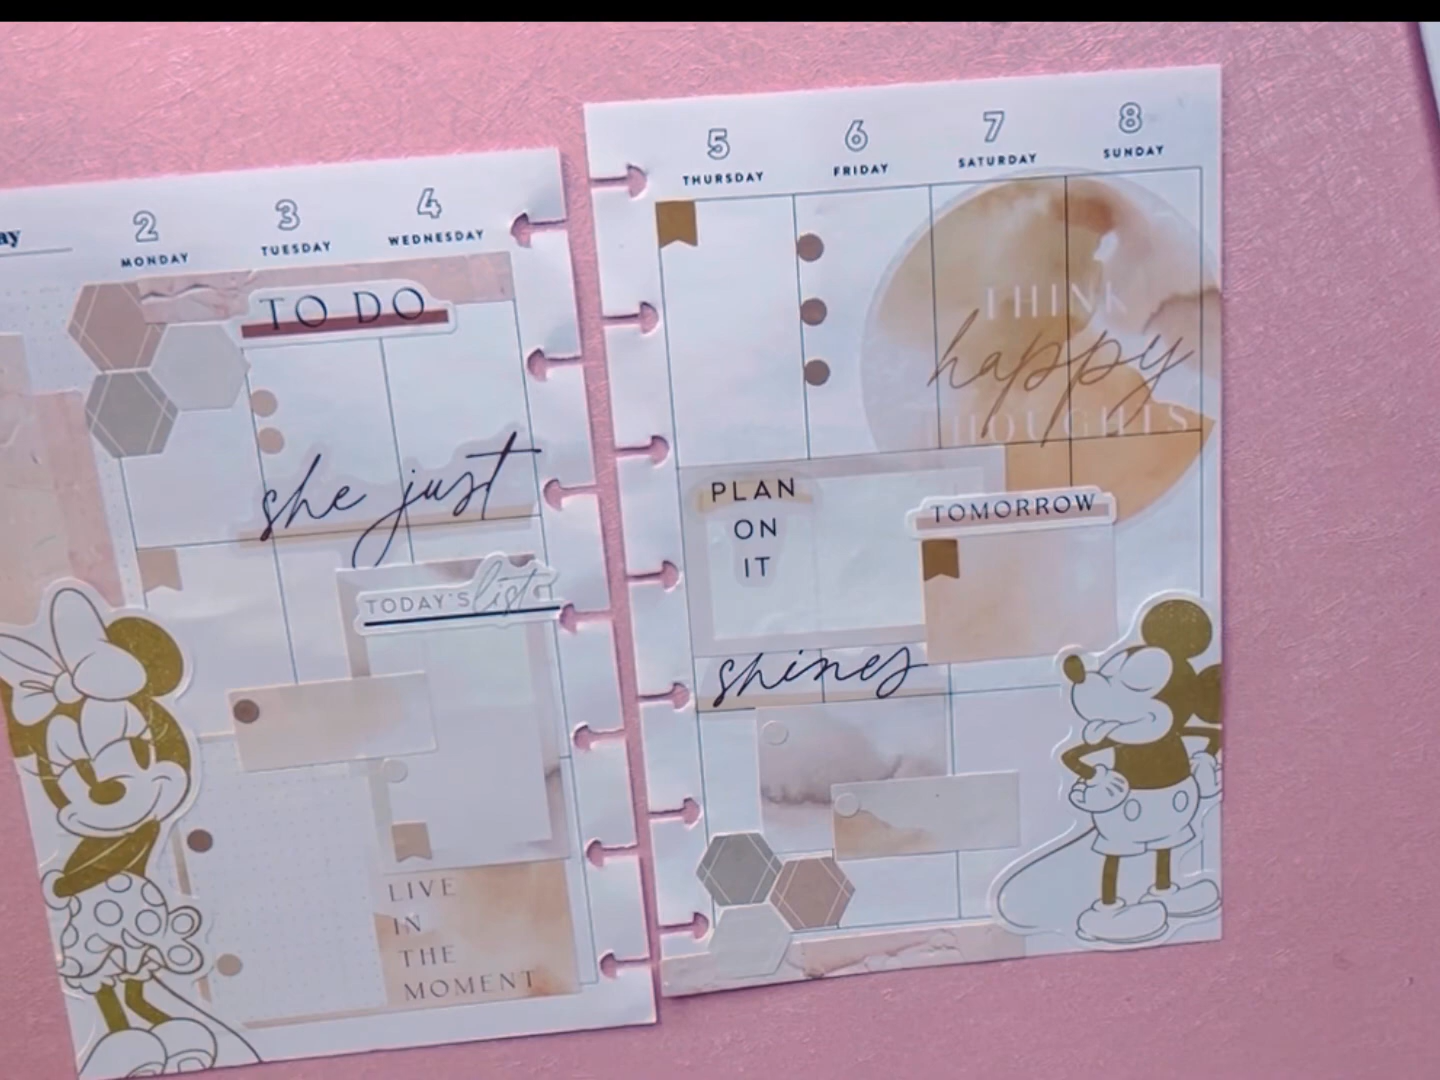 ay
2 3 4
MONDAY TUESDAY WEDNESDAY
TO DO
she just
TODAY'S list
LIVE
IN
THE
MOMENT
5 6 7 8
THURSDAY FRIDAY SATURDAY SUNDAY
THINK
happy
THOUGHTS
PLAN
ON
IT
TOMORROW
shines